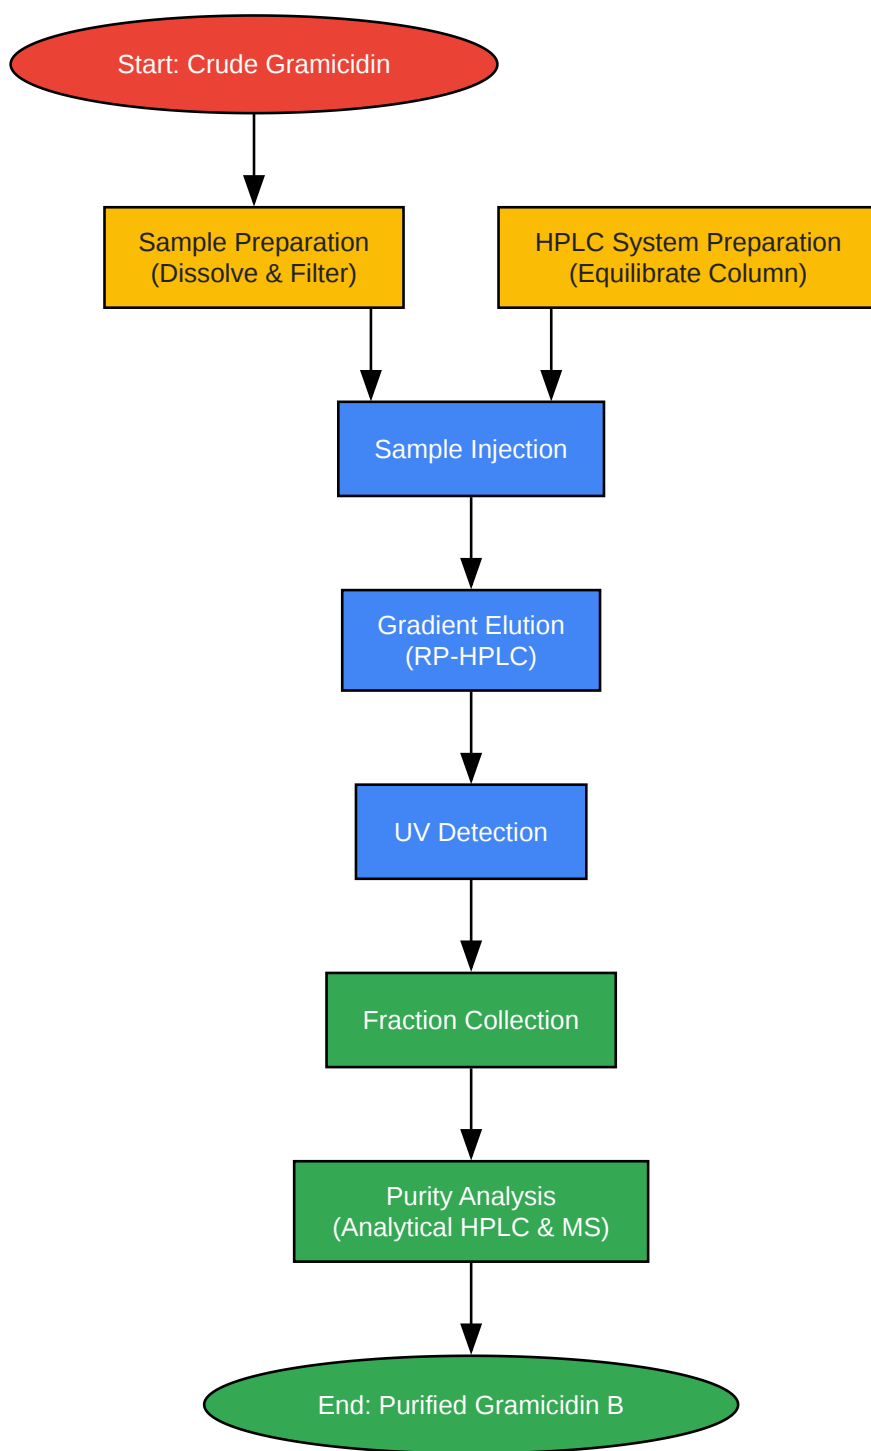 Start: Crude Gramicidin
Sample Preparation
(Dissolve & Filter)
HPLC System Preparation
(Equilibrate Column)
Sample Injection
Gradient Elution
(RP-HPLC)
UV Detection
Fraction Collection
Purity Analysis
(Analytical HPLC & MS)
End: Purified Gramicidin B